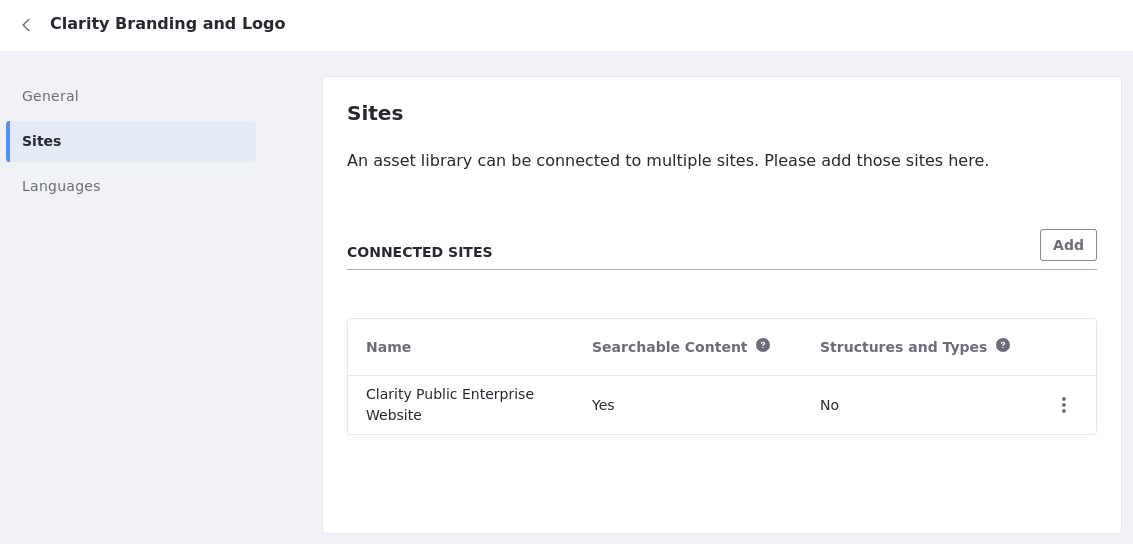 Clarity Branding and Logo
General
Sites
Languages
Sites
An asset library can be connected to multiple sites. Please add those sites here.
CONNECTED SITES
Add
Name
Searchable Content ?
Structures and Types ?
Clarity Public Enterprise
Website
Yes
No